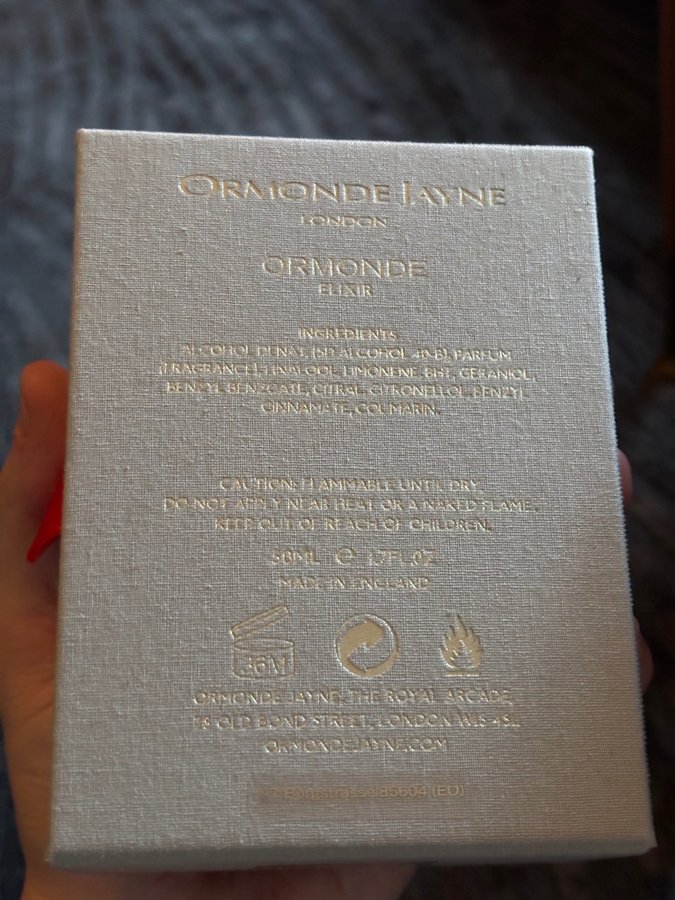 ORMONDE JAYNE
LONDON
ORMONDE
ELIXIR
INGREDIENTS
ALCOHOL DENAT. (SD ALCOHOL 40-B), PARFUM
(FRAGRANCE), LINALOOL, LIMONENE, BHT, GERANIOL,
BENZYL BENZOATE, CITRAL, CITRONELLOL, BENZYL
CINNAMATE, COUMARIN.
CAUTION: FLAMMABLE UNTIL DRY.
DO NOT APPLY NEAR HEAT OR A NAKED FLAME.
KEEP OUT OF REACH OF CHILDREN.
50ML e 1.7FL.OZ
MADE IN ENGLAND
36M
ORMONDE JAYNE, THE ROYAL ARCADE,
OLD BOND STREET, LONDON W1S 4SL
ORMONDEJAYNE.COM
85604 (EU)